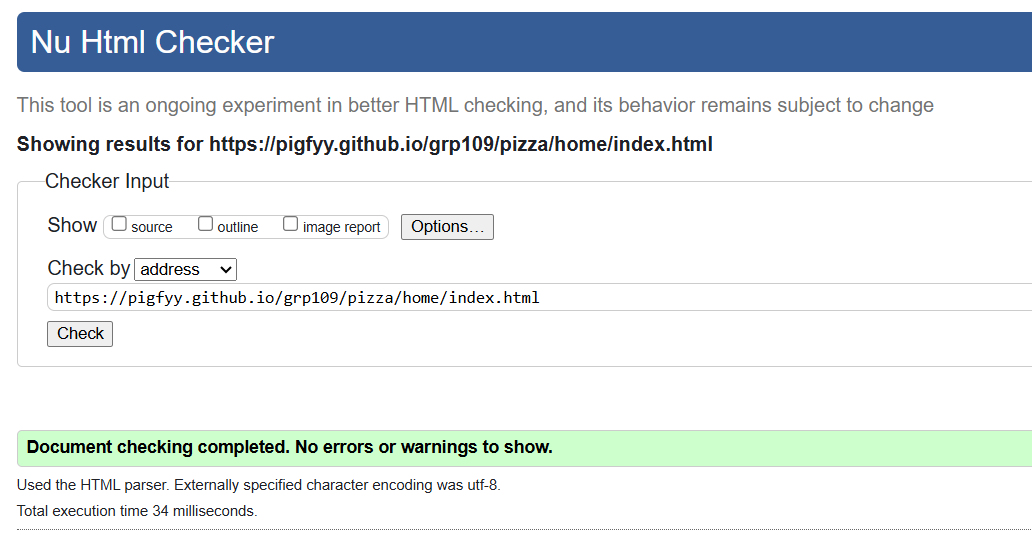 Nu Html Checker
This tool is an ongoing experiment in better HTML checking, and its behavior remains subject to change
Showing results for https://pigfyy.github.io/grp109/pizza/home/index.html
Checker Input
Show source outline image report Options…
Check by address
https://pigfyy.github.io/grp109/pizza/home/index.html
Check
Document checking completed. No errors or warnings to show.
Used the HTML parser. Externally specified character encoding was utf-8.
Total execution time 34 milliseconds.